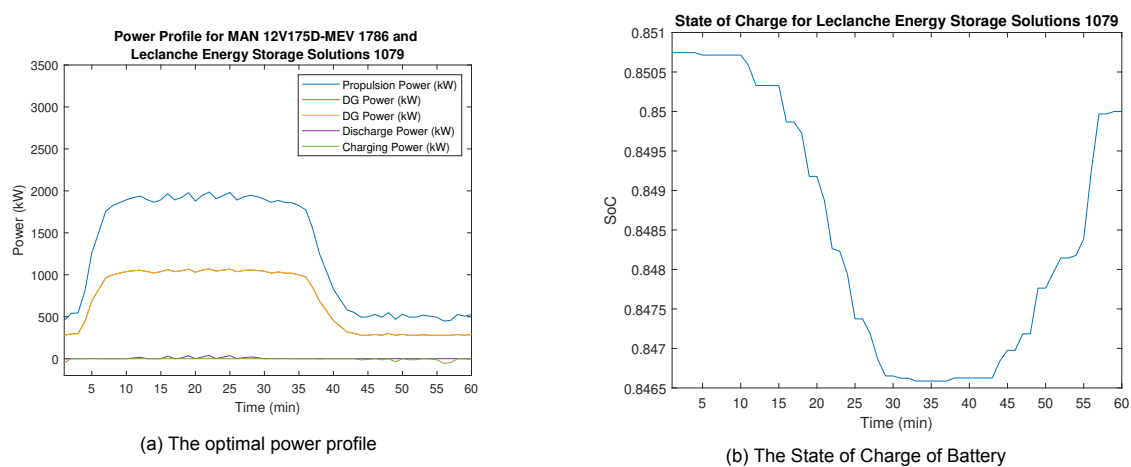 Power Profile for MAN 12V175D-MEV 1786 and
Leclanche Energy Storage Solutions 1079
3500
3000
2500
2000
1500
1000
500
0
Power (kW)
Propulsion Power (kW)
DG Power (kW)
DG Power (kW)
Discharge Power (kW)
Charging Power (kW)
5 10 15 20 25 30 35 40 45 50 55 60
Time (min)
(a) The optimal power profile
State of Charge for Leclanche Energy Storage Solutions 1079
0.851
0.8505
0.85
0.8495
0.849
0.8485
0.848
0.8475
0.847
0.8465
SoC
5 10 15 20 25 30 35 40 45 50 55 60
Time (min)
(b) The State of Charge of Battery